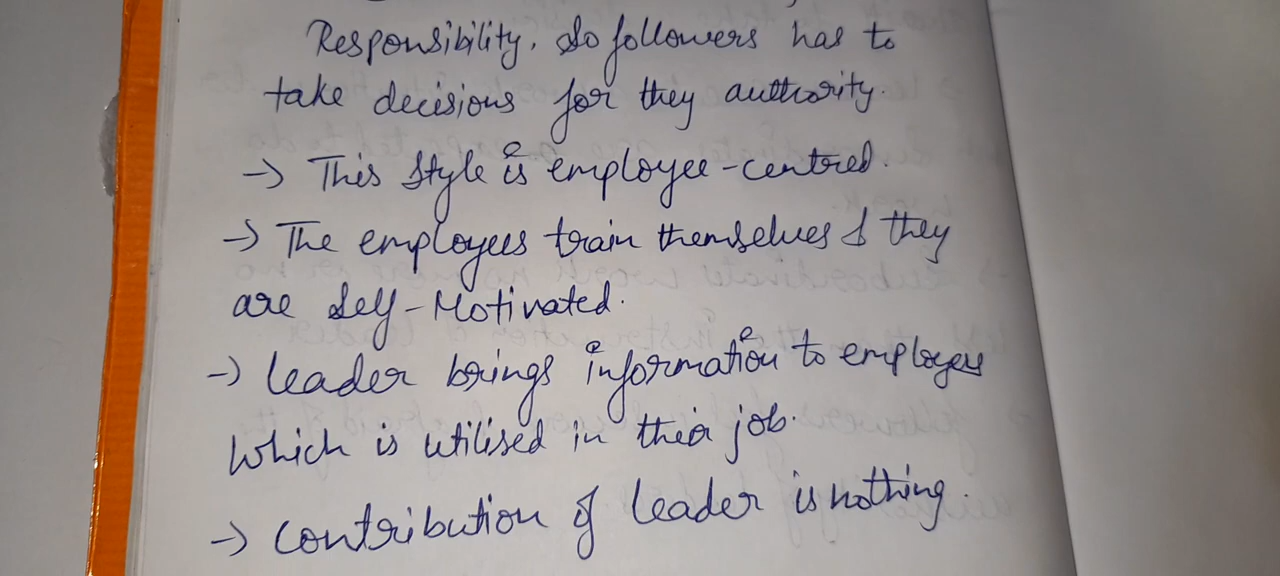 Responsibility. So followers has to
take decisions for they authority.
→ This style is employee-centred.
→ The employees train themselves & they
are self-Motivated.
→ leader brings information to employees
which is utilised in their job.
→ contribution of leader is nothing.